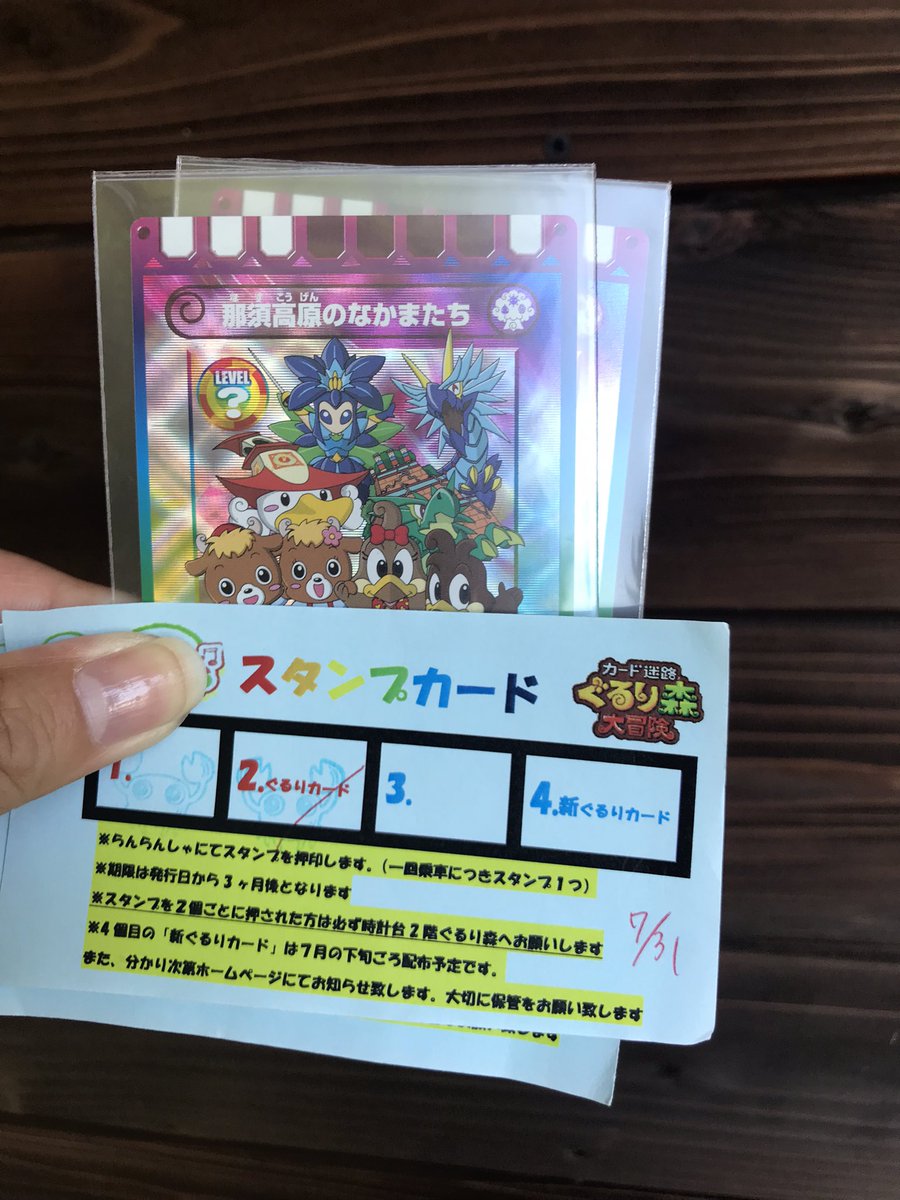 なすこうげん
那須高原のなかまたち
LEVEL
?
スタンプカード
カード迷路
ぐるり森
大冒険
1.
2.ぐるりカード
3.
4.新ぐるりカード
※らんらんしゃにてスタンプを押印します。(一回乗車につきスタンプ1つ)
※期限は発行日から3ヶ月後となります
※スタンプを2個ごとに押された方は必ず時計台2階ぐるり森へお願いします
※4個目の「新ぐるりカード」は7月の下旬ころ配布予定です。
また、分かり次第ホームページにてお知らせ致します。大切に保管をお願い致します
7/31